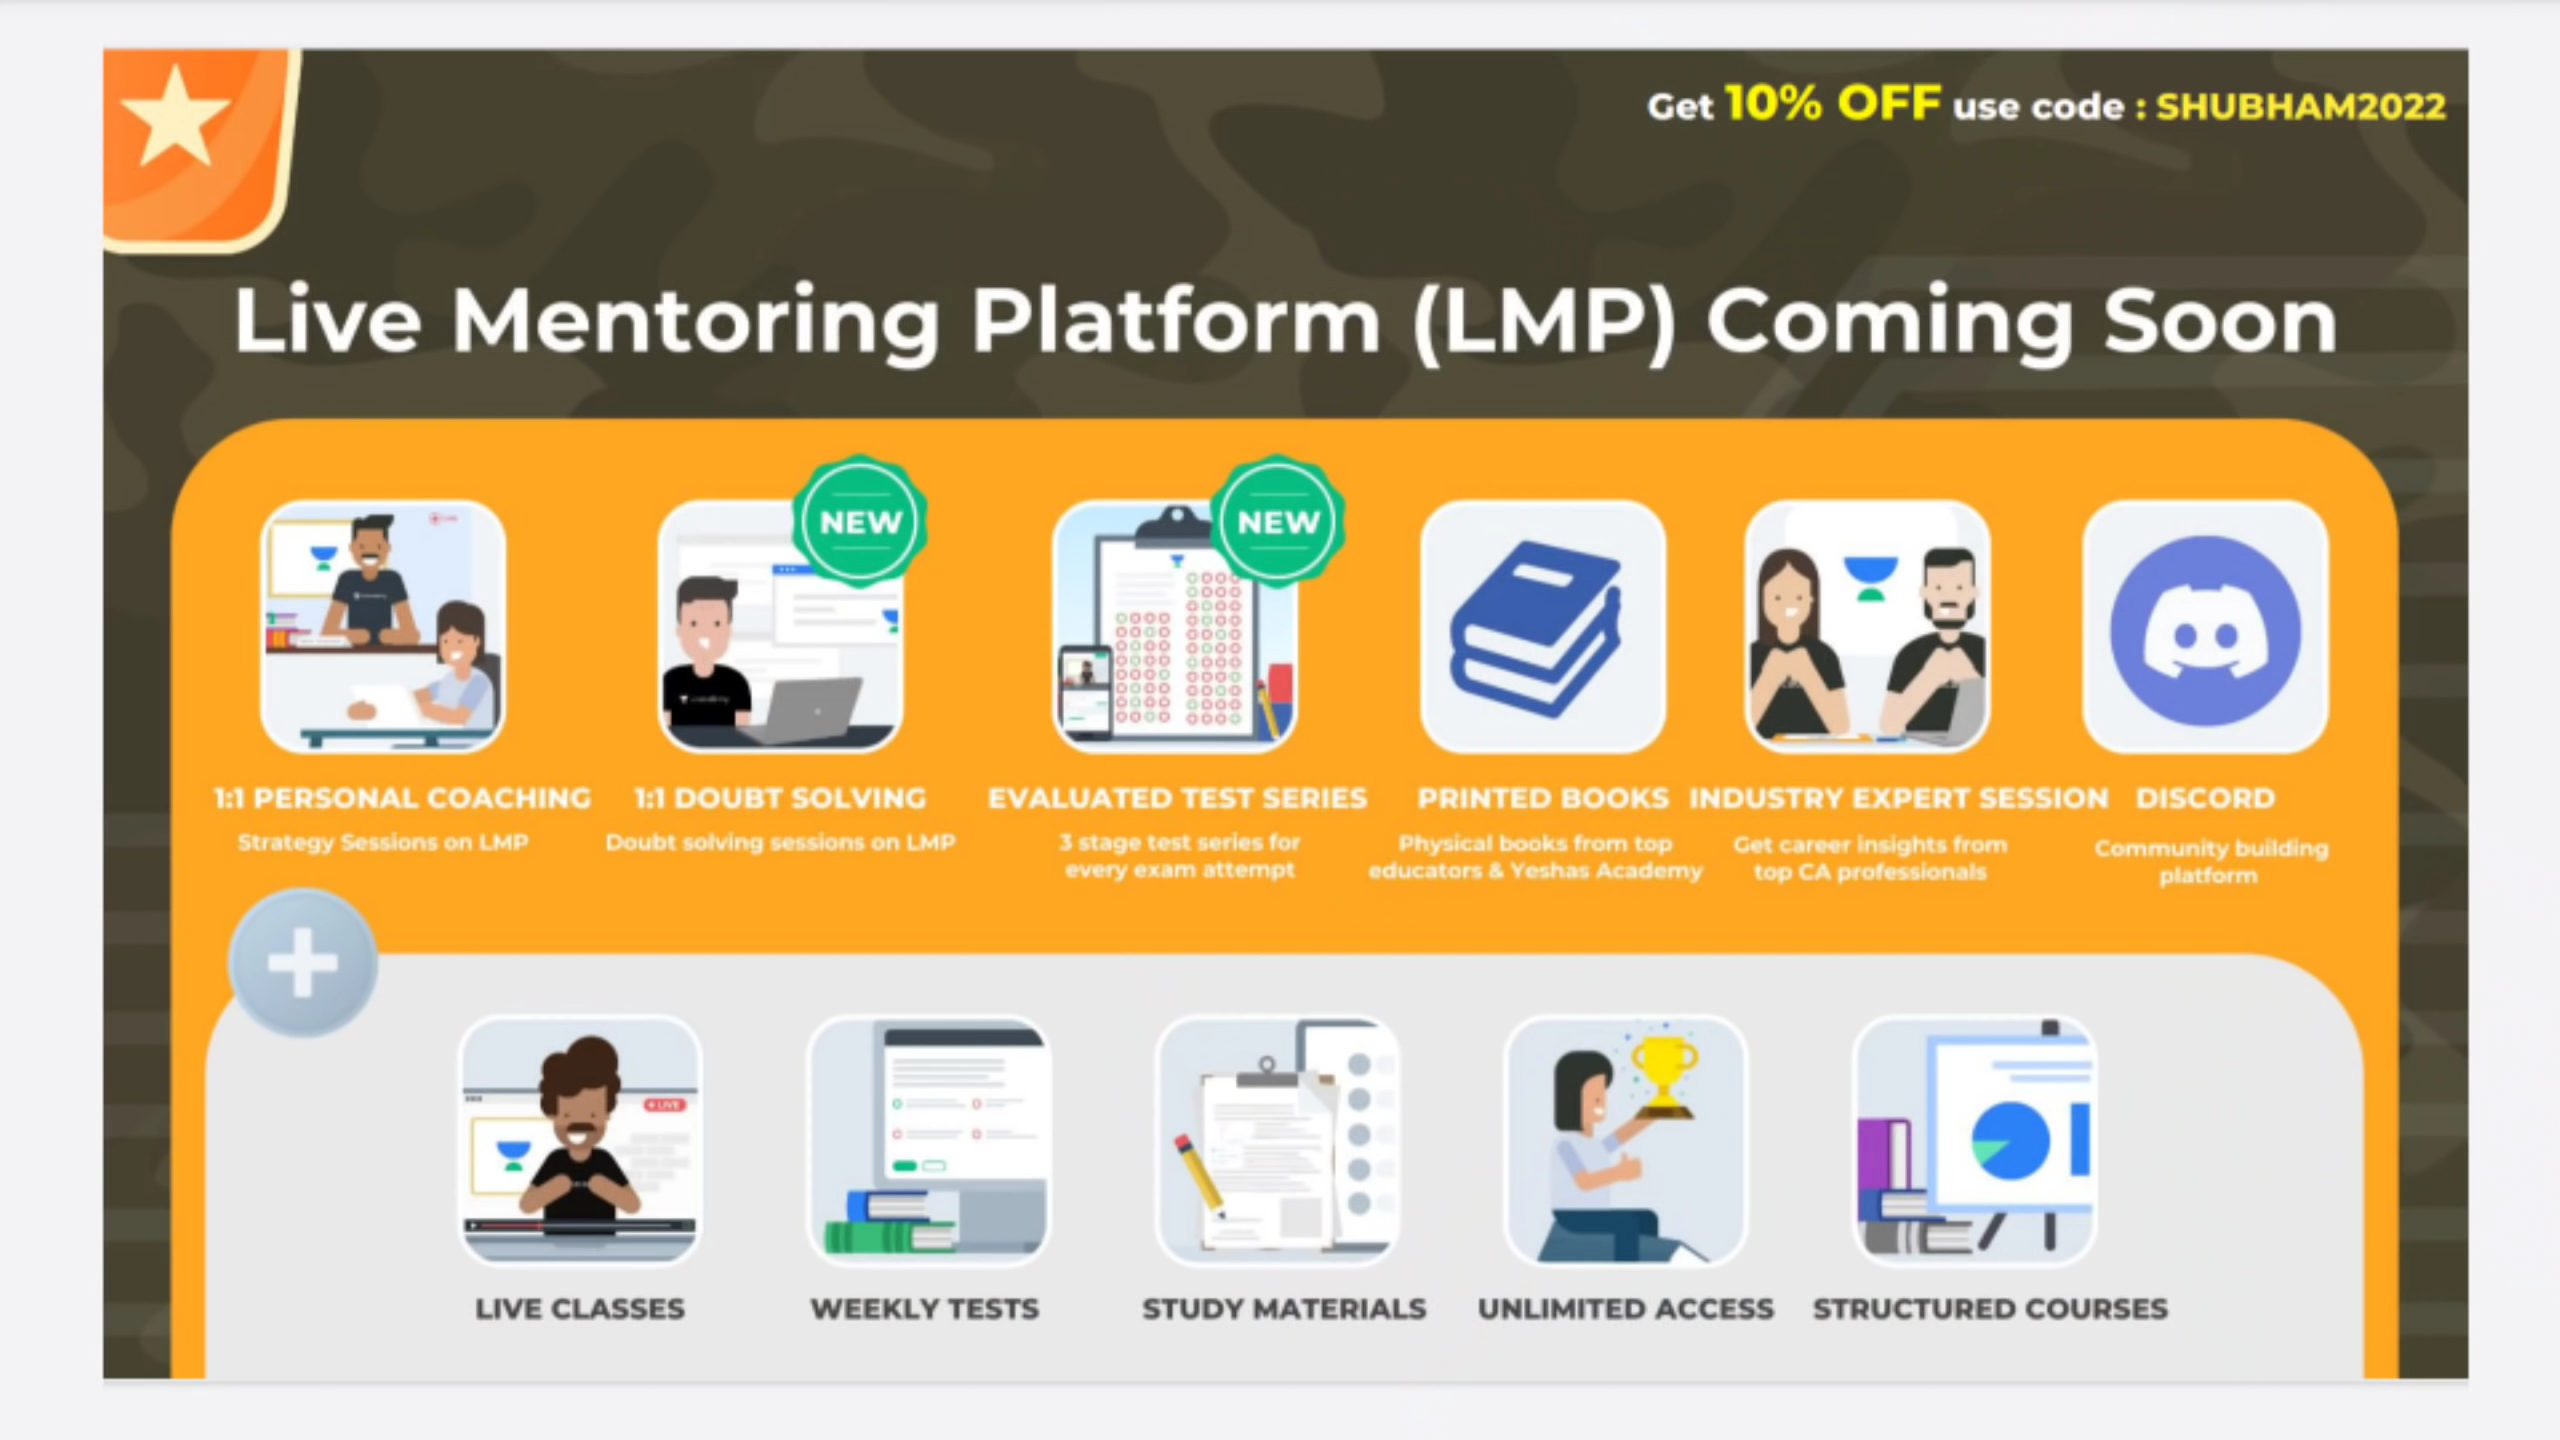 Get 10% OFF use code : SHUBHAM2022
Live Mentoring Platform (LMP) Coming Soon
NEW
NEW
1:1 PERSONAL COACHING
Strategy Sessions on LMP
1:1 DOUBT SOLVING
Doubt solving sessions on LMP
EVALUATED TEST SERIES
3 stage test series for
every exam attempt
PRINTED BOOKS
Physical books from top
educators & Yeshas Academy
INDUSTRY EXPERT SESSION
Get career insights from
top CA professionals
DISCORD
Community building
platform
LIVE
LIVE CLASSES
WEEKLY TESTS
STUDY MATERIALS
UNLIMITED ACCESS
STRUCTURED COURSES